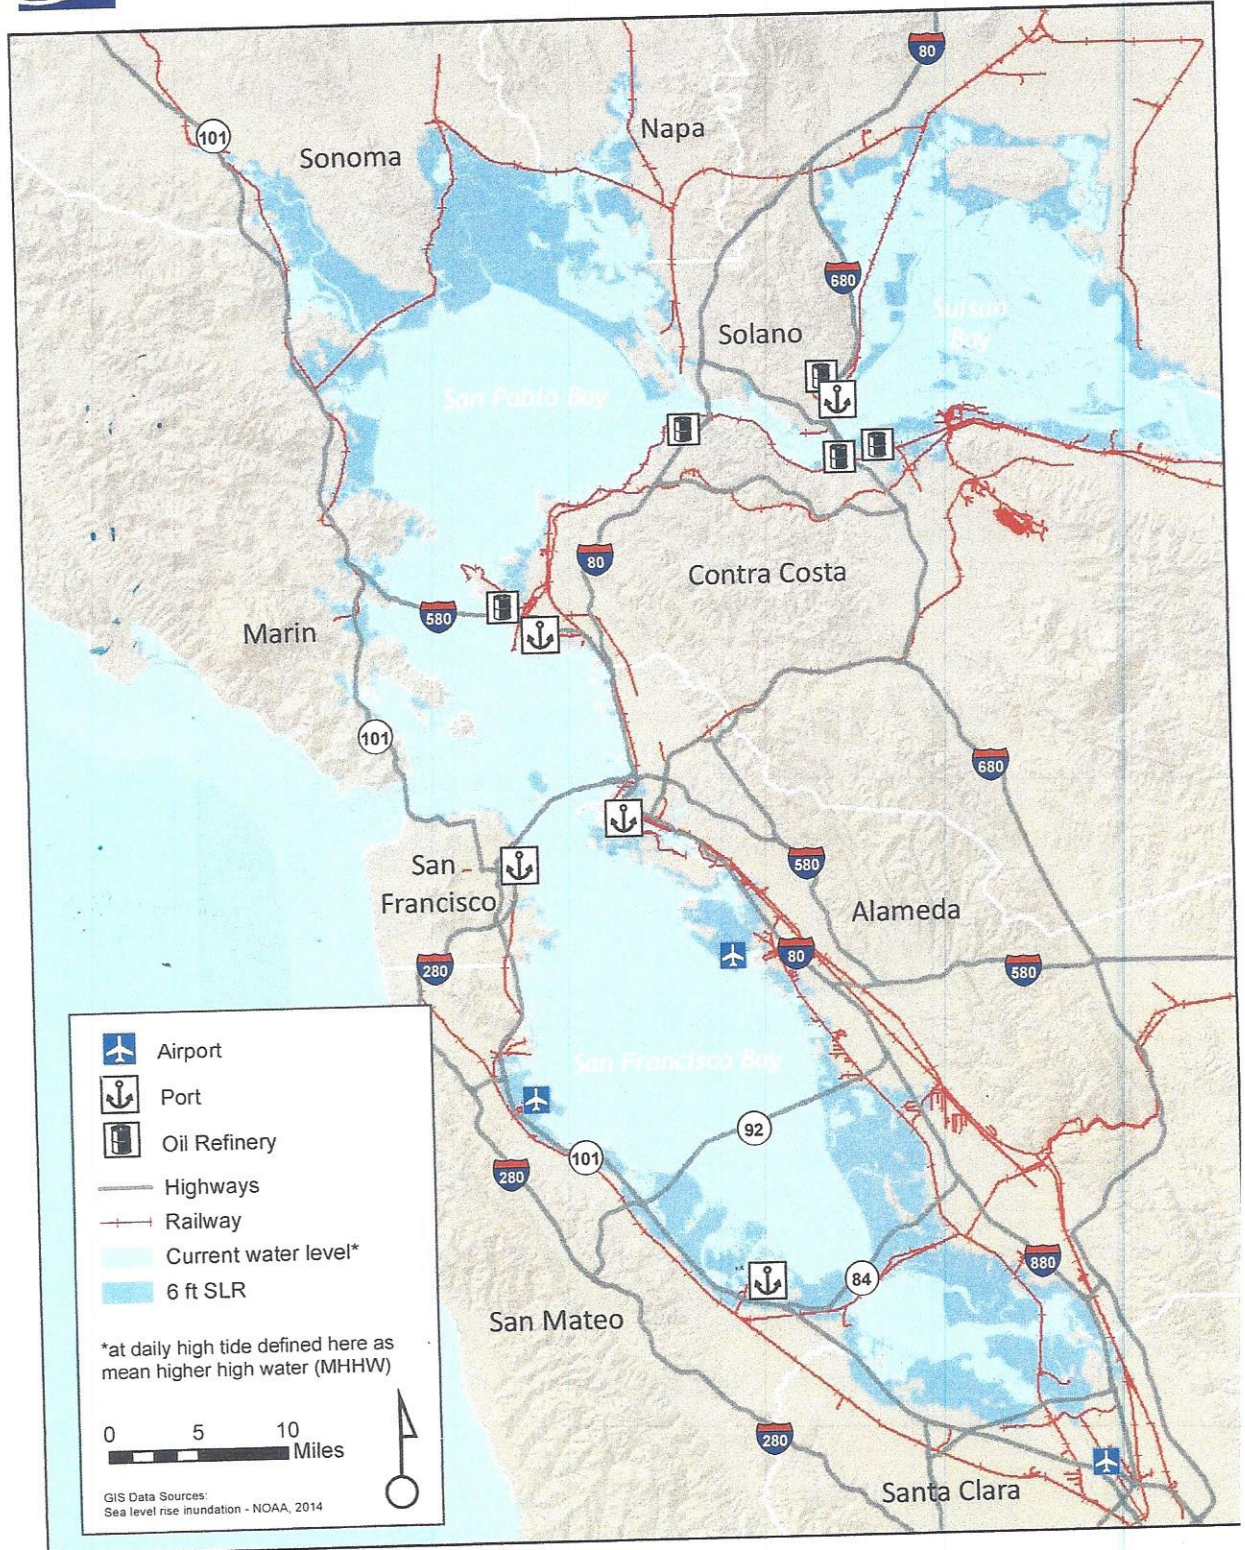 80
101
Sonoma
Napa
680
Solano
Suisun
Bay
San Pablo Bay
80
Contra Costa
580
Marin
101
680
San
Francisco
580
Alameda
280
80
580
San Francisco Bay
92
101
280
84
880
San Mateo
280
Santa Clara
Airport
Port
Oil Refinery
Highways
Railway
Current water level*
6 ft SLR
*at daily high tide defined here as
mean higher high water (MHHW)
0 5 10
Miles
GIS Data Sources:
Sea level rise inundation - NOAA, 2014